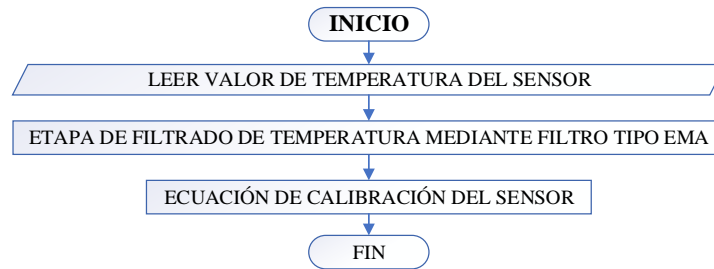 INICIO
LEER VALOR DE TEMPERATURA DEL SENSOR
ETAPA DE FILTRADO DE TEMPERATURA MEDIANTE FILTRO TIPO EMA
ECUACIÓN DE CALIBRACIÓN DEL SENSOR
FIN